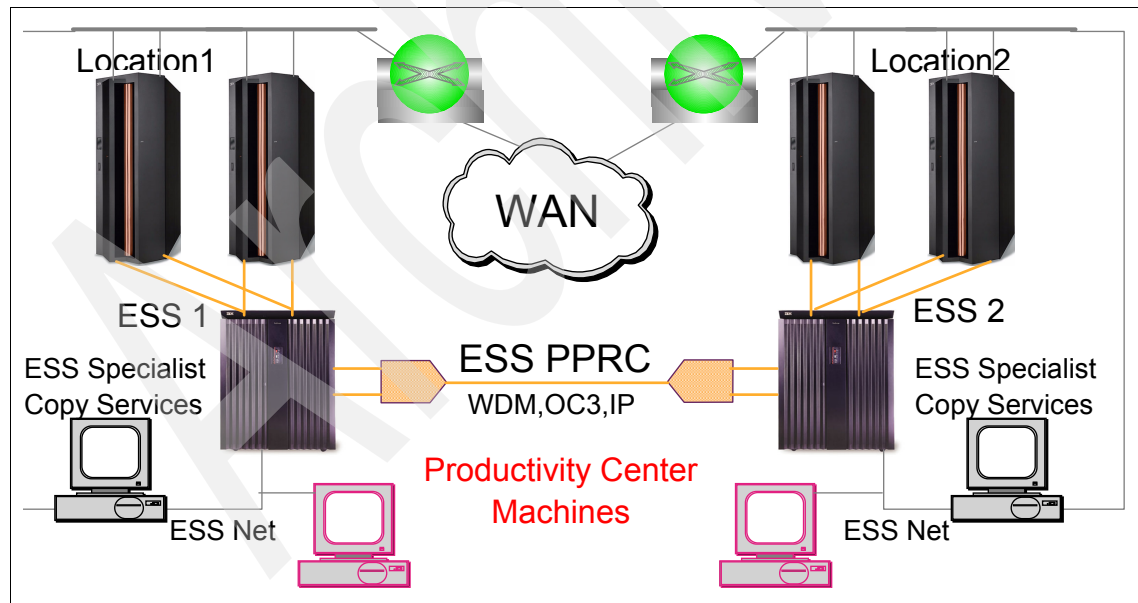 Location1
Location2
WAN
ESS 1
ESS 2
ESS PPRC
WDM,OC3,IP
ESS Specialist
Copy Services
ESS Specialist
Copy Services
Productivity Center
Machines
ESS Net
ESS Net